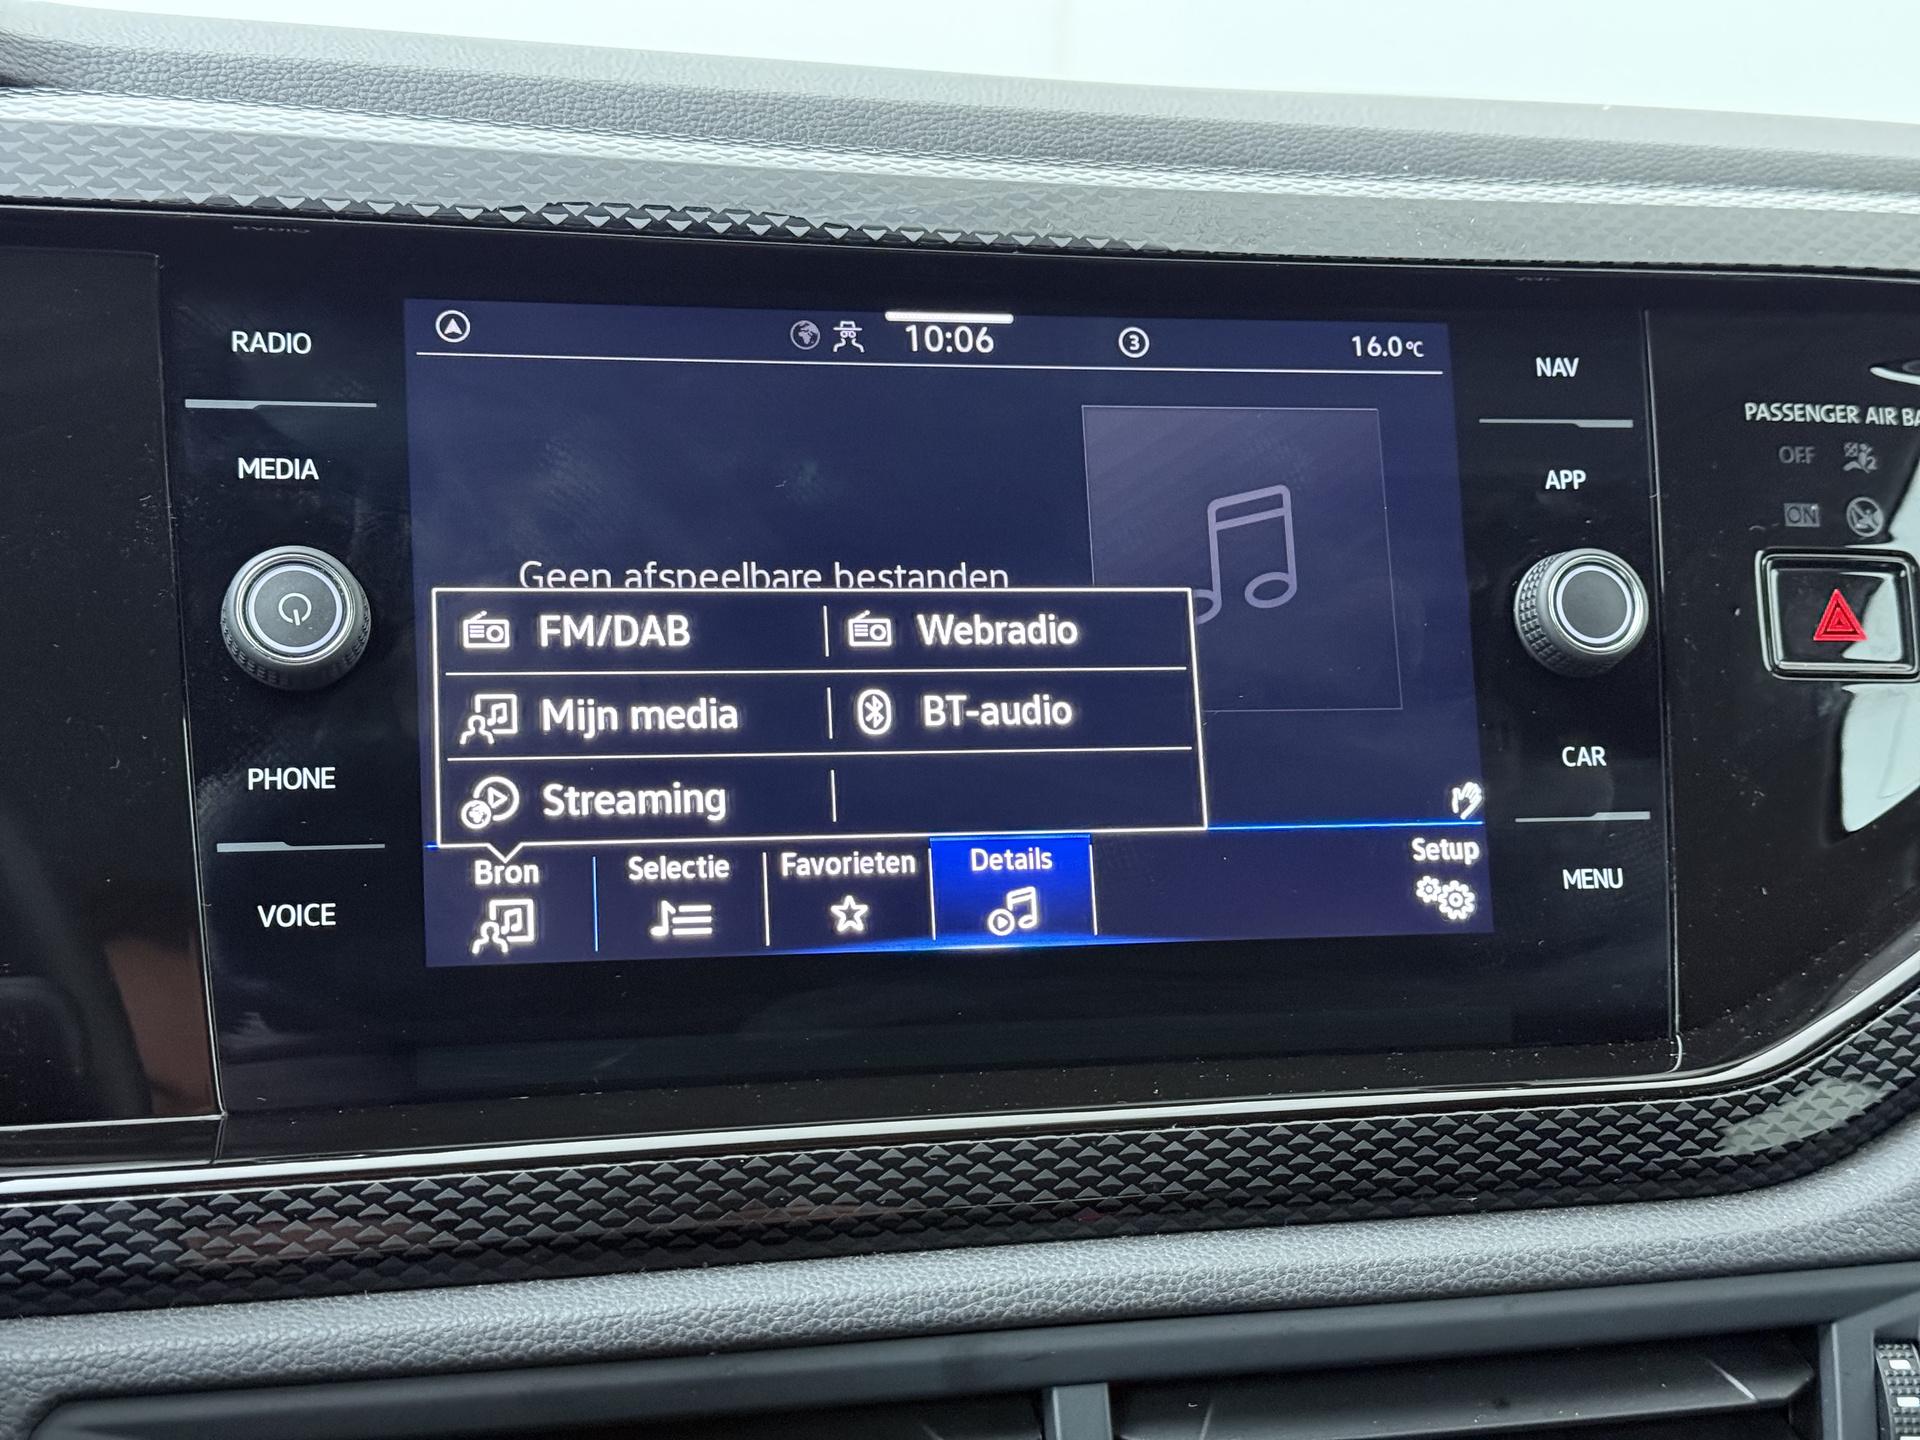 RADIO
MEDIA
PHONE
VOICE
10:06
3
16.0°C
Geen afspeelbare bestanden
FM/DAB
Webradio
Mijn media
BT-audio
Streaming
Bron
Selectie
Favorieten
Details
Setup
NAV
APP
CAR
MENU
PASSENGER AIR
OFF
ON